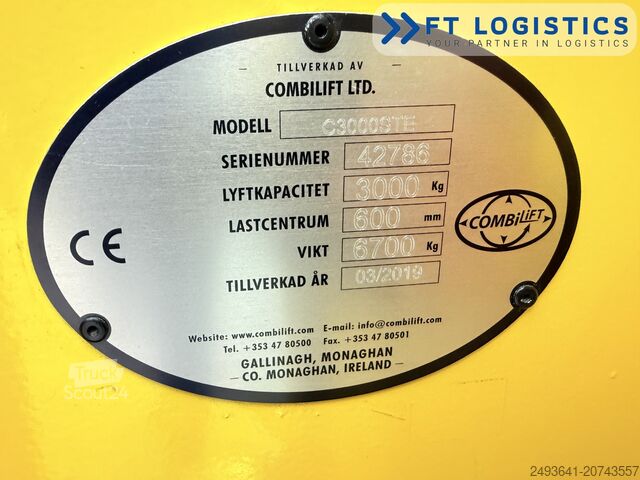 FT LOGISTICS
YOUR PARTNER IN LOGISTICS
TILLVERKAD AV
COMBILIFT LTD.
MODELL C3000STE
SERIENUMMER 42786
LYFTKAPACITET 3000 Kg
LASTCENTRUM 600 mm
VIKT 6700 Kg
TILLVERKAD ÅR 03/2019
CE
COMBiLiFT
Website: www.combilift.com E-mail: info@combilift.com
Tel. +353 47 80500 Fax. +353 47 80501
GALLINAGH, MONAGHAN
CO. MONAGHAN, IRELAND
Truck
Scout24
2493641-20743557